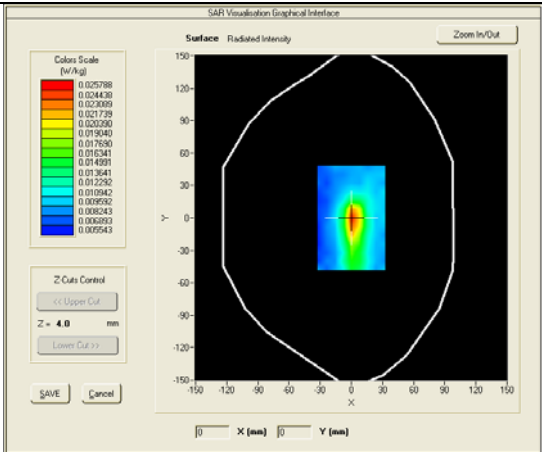 SAR Visualisation Graphical Interface
Surface Radiated Intensity
Zoom In/Out
Colors Scale
(W/kg)
0.025788
0.024438
0.023089
0.021739
0.020390
0.019040
0.017690
0.016341
0.014991
0.013641
0.012292
0.010942
0.009592
0.008243
0.006893
0.005543
Z-Cuts Control
<< Upper Cut
Z = 4.0 mm
Lower Cut >>
SAVE Cancel
150
120
90
60
30
0
-30
-60
-90
-120
-150
Y
-150 -120 -90 -60 -30 0 30 60 90 120 150
X
0 X (mm) 0 Y (mm)